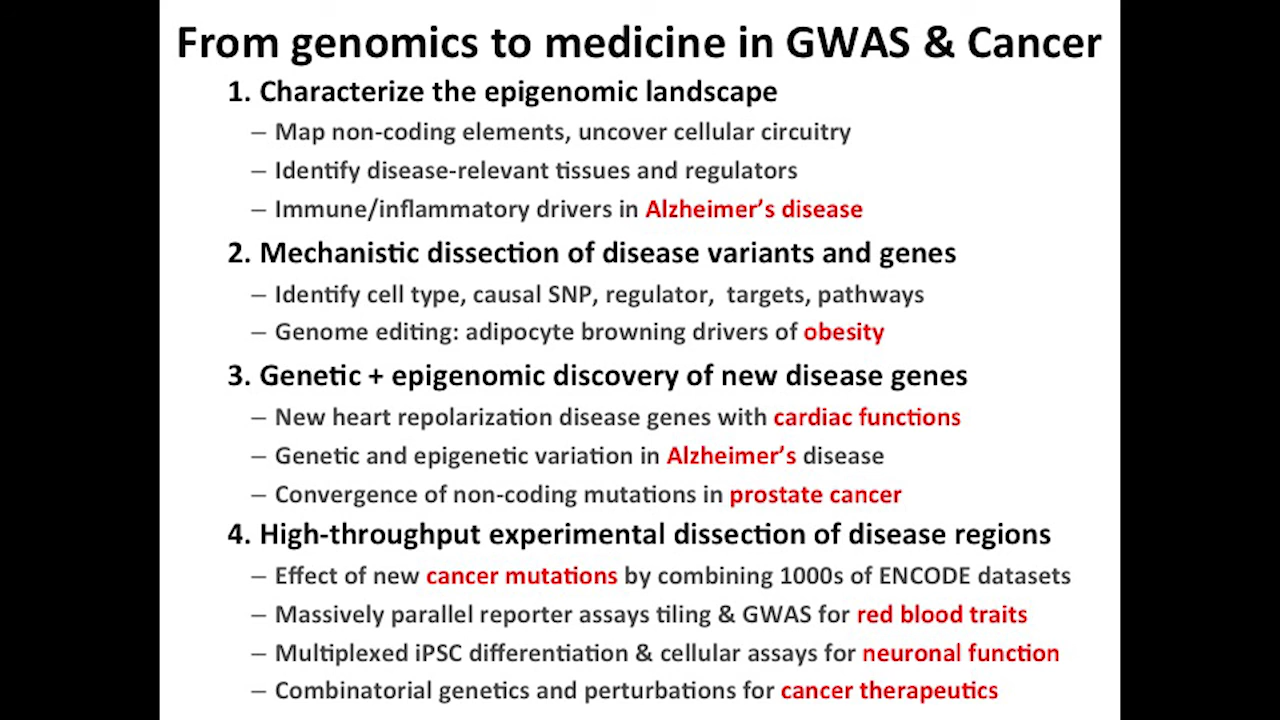 From genomics to medicine in GWAS & Cancer
1. Characterize the epigenomic landscape
– Map non-coding elements, uncover cellular circuitry
– Identify disease-relevant tissues and regulators
– Immune/inflammatory drivers in Alzheimer’s disease
2. Mechanistic dissection of disease variants and genes
– Identify cell type, causal SNP, regulator, targets, pathways
– Genome editing: adipocyte browning drivers of obesity
3. Genetic + epigenomic discovery of new disease genes
– New heart repolarization disease genes with cardiac functions
– Genetic and epigenetic variation in Alzheimer’s disease
– Convergence of non-coding mutations in prostate cancer
4. High-throughput experimental dissection of disease regions
– Effect of new cancer mutations by combining 1000s of ENCODE datasets
– Massively parallel reporter assays tiling & GWAS for red blood traits
– Multiplexed iPSC differentiation & cellular assays for neuronal function
– Combinatorial genetics and perturbations for cancer therapeutics